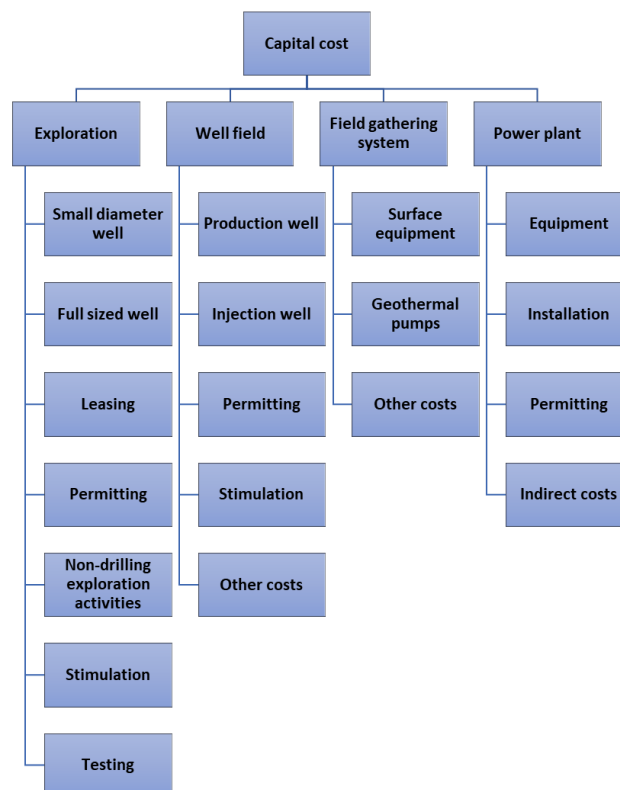 Capital cost
Exploration
Small diameter
well
Full sized well
Leasing
Permitting
Non-drilling
exploration
activities
Stimulation
Testing
Well field
Production well
Injection well
Permitting
Stimulation
Other costs
Field gathering
system
Surface
equipment
Geothermal
pumps
Other costs
Power plant
Equipment
Installation
Permitting
Indirect costs